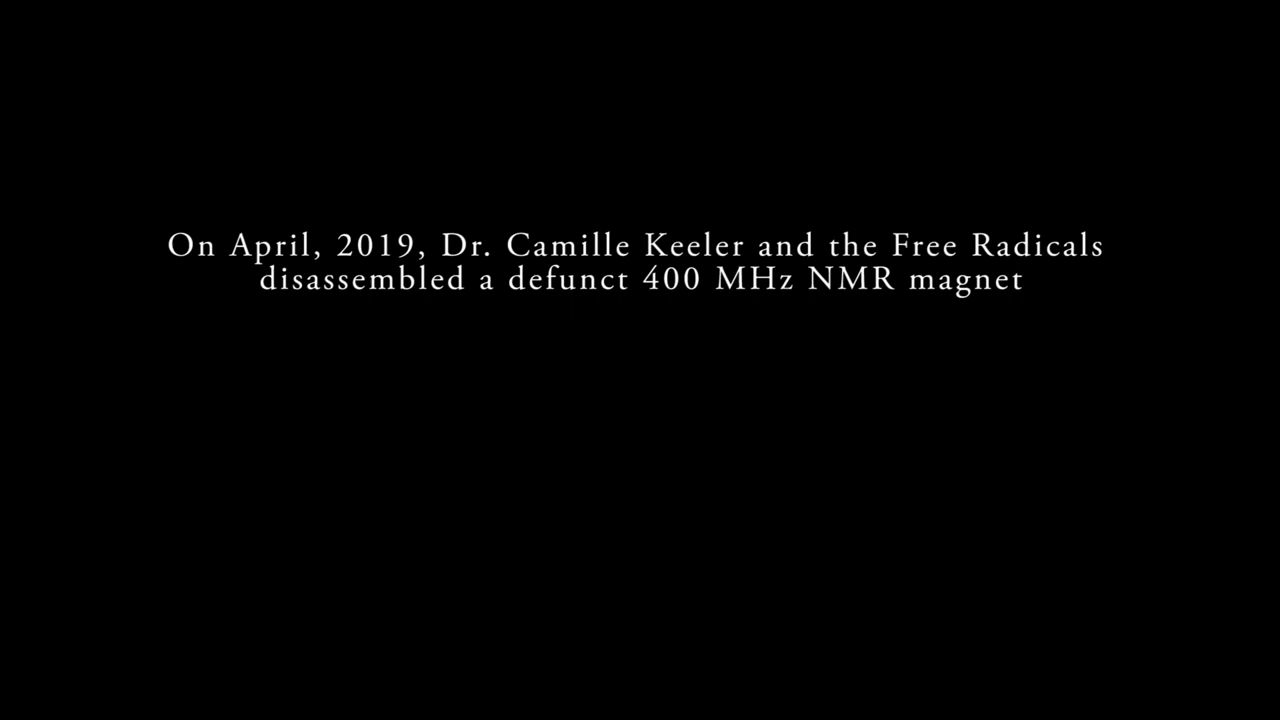 On April, 2019, Dr. Camille Keeler and the Free Radicals
disassembled a defunct 400 MHz NMR magnet